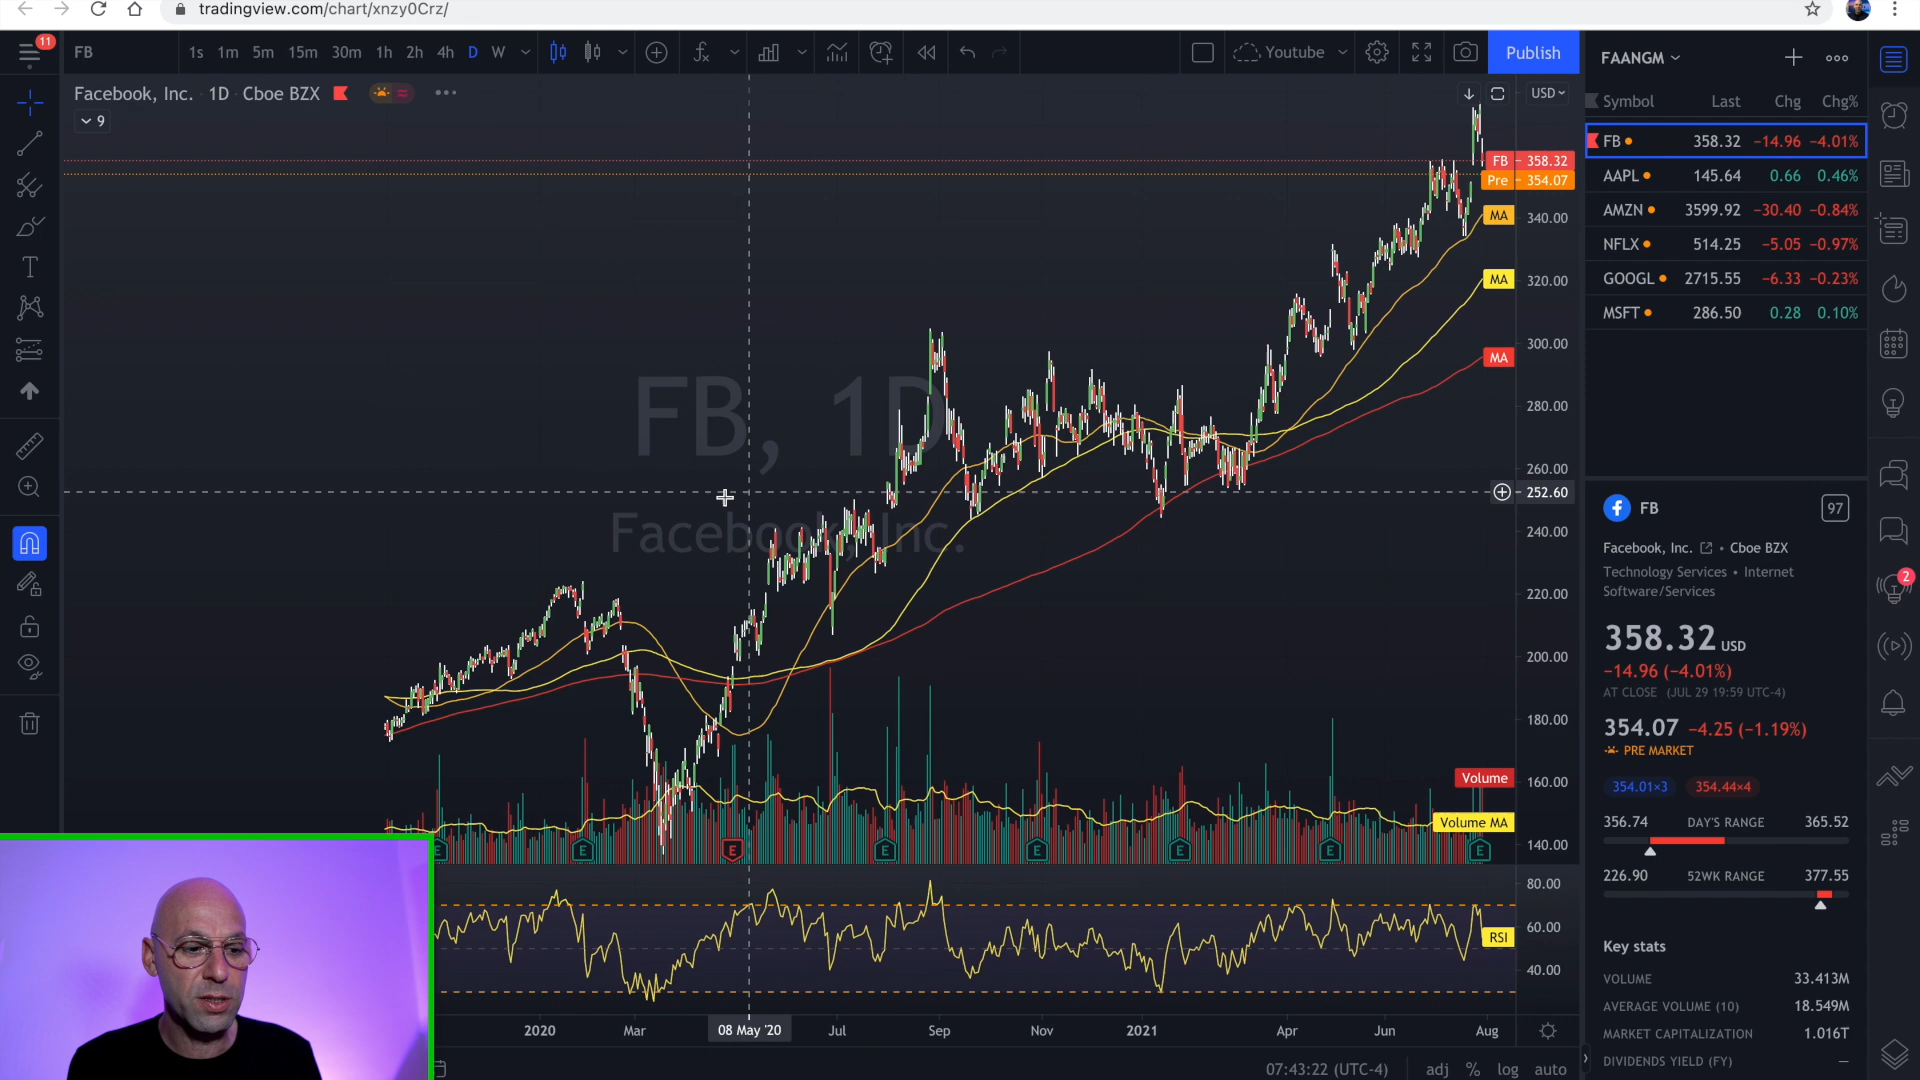 tradingview.com/chart/xnzy0Crz/
11
FB
1s 1m 5m 15m 30m 1h 2h 4h D W
Youtube
Publish
FAANGM
Facebook, Inc. 1D Cboe BZX
USD
9
Symbol Last Chg Chg%
FB 358.32 −14.96 −4.01%
AAPL 145.64 0.66 0.46%
AMZN 3599.92 −30.40 −0.84%
NFLX 514.25 −5.05 −0.97%
GOOGL 2715.55 −6.33 −0.23%
MSFT 286.50 0.28 0.10%
FB 358.32
Pre 354.07
MA 340.00
MA 320.00
300.00
MA
280.00
260.00
252.60
240.00
220.00
200.00
180.00
160.00
140.00
FB, 1D
Facebook, Inc.
Volume
Volume MA
E E E E E E E E
80.00
60.00
RSI
40.00
2020 Mar 08 May '20 Jul Sep Nov 2021 Apr Jun Aug
07:43:22 (UTC-4) adj % log auto
FB 97
Facebook, Inc. • Cboe BZX
Technology Services • Internet
Software/Services
358.32 USD
−14.96 (−4.01%)
AT CLOSE (JUL 29 19:59 UTC-4)
354.07 −4.25 (−1.19%)
PRE MARKET
354.01×3 354.44×4
356.74 DAY'S RANGE 365.52
226.90 52WK RANGE 377.55
Key stats
VOLUME 33.413M
AVERAGE VOLUME (10) 18.549M
MARKET CAPITALIZATION 1.016T
DIVIDENDS YIELD (FY) —
2